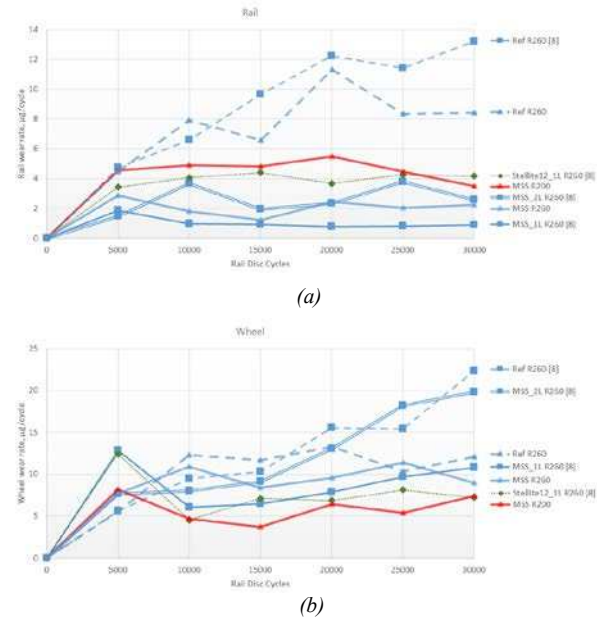 Rail
14
12
10
8
6
4
2
0
Rail wear rate, µg/cycle
0 5000 10000 15000 20000 25000 30000
Rail Disc Cycles
Ref R260 [8]
Ref R260
Stellite12_1L R260 [8]
MSS R200
MSS_2L R260 [8]
MSS R260
MSS_1L R260 [8]
(a)
Wheel
25
20
15
10
5
0
Wheel wear rate, µg/cycle
0 5000 10000 15000 20000 25000 30000
Rail Disc Cycles
Ref R260 [8]
MSS_2L R260 [8]
Ref R260
MSS_1L R260 [8]
MSS R260
Stellite12_1L R260 [8]
MSS R200
(b)